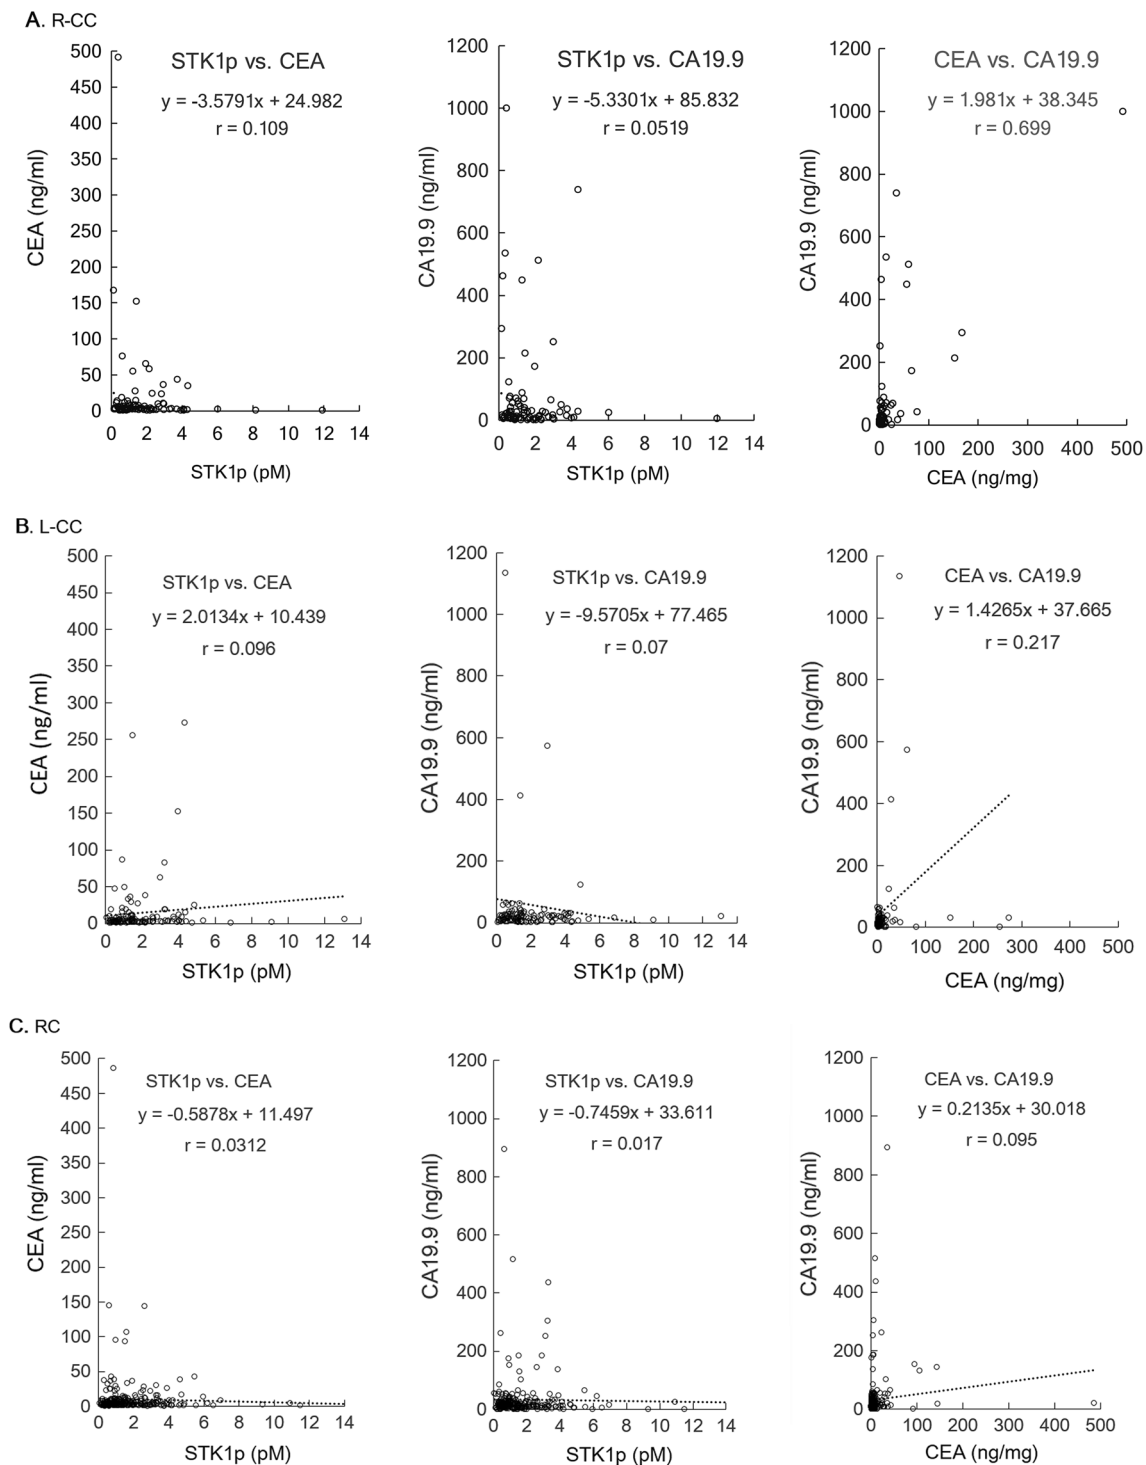 A. R-CC
STK1p vs. CEA
y = -3.5791x + 24.982
r = 0.109
CEA (ng/ml)
500
450
400
350
300
250
200
150
100
50
0
0 2 4 6 8 10 12 14
STK1p (pM)
STK1p vs. CA19.9
y = -5.3301x + 85.832
r = 0.0519
CA19.9 (ng/ml)
1200
1000
800
600
400
200
0
0 2 4 6 8 10 12 14
STK1p (pM)
CEA vs. CA19.9
y = 1.981x + 38.345
r = 0.699
CA19.9 (ng/ml)
1200
1000
800
600
400
200
0
0 100 200 300 400 500
CEA (ng/mg)
B. L-CC
STK1p vs. CEA
y = 2.0134x + 10.439
r = 0.096
CEA (ng/ml)
500
450
400
350
300
250
200
150
100
50
0
0 2 4 6 8 10 12 14
STK1p (pM)
STK1p vs. CA19.9
y = -9.5705x + 77.465
r = 0.07
CA19.9 (ng/ml)
1200
1000
800
600
400
200
0
0 2 4 6 8 10 12 14
STK1p (pM)
CEA vs. CA19.9
y = 1.4265x + 37.665
r = 0.217
CA19.9 (ng/ml)
1200
1000
800
600
400
200
0
0 100 200 300 400 500
CEA (ng/mg)
C. RC
STK1p vs. CEA
y = -0.5878x + 11.497
r = 0.0312
CEA (ng/ml)
500
450
400
350
300
250
200
150
100
50
0
0 2 4 6 8 10 12 14
STK1p (pM)
STK1p vs. CA19.9
y = -0.7459x + 33.611
r = 0.017
CA19.9 (ng/ml)
1200
1000
800
600
400
200
0
0 2 4 6 8 10 12 14
STK1p (pM)
CEA vs. CA19.9
y = 0.2135x + 30.018
r = 0.095
CA19.9 (ng/ml)
1200
1000
800
600
400
200
0
0 100 200 300 400 500
CEA (ng/mg)